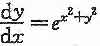 dy/dx = e^{x^2+y^2}